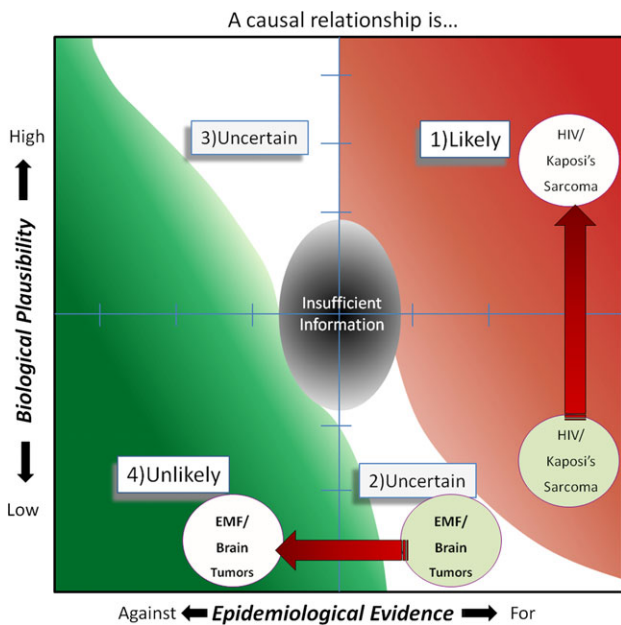 A causal relationship is...
High
Biological Plausibility
Low
3)Uncertain
1)Likely
HIV/
Kaposi's
Sarcoma
Insufficient
Information
HIV/
Kaposi's
Sarcoma
4)Unlikely
2)Uncertain
EMF/
Brain
Tumors
EMF/
Brain
Tumors
Against Epidemiological Evidence For